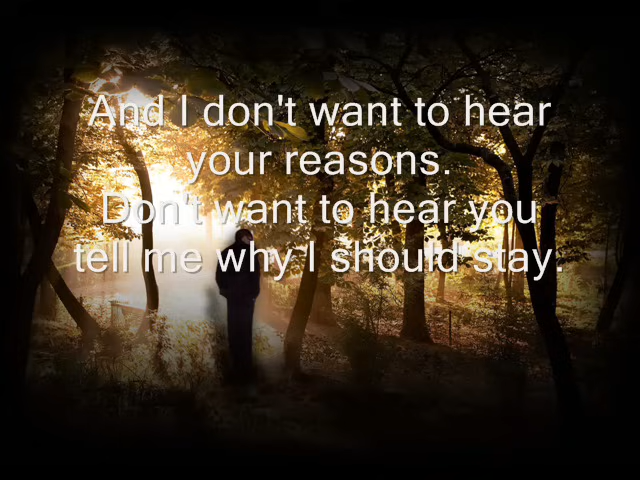 And I don't want to hear
your reasons.
Don't want to hear you
tell me why I should stay.